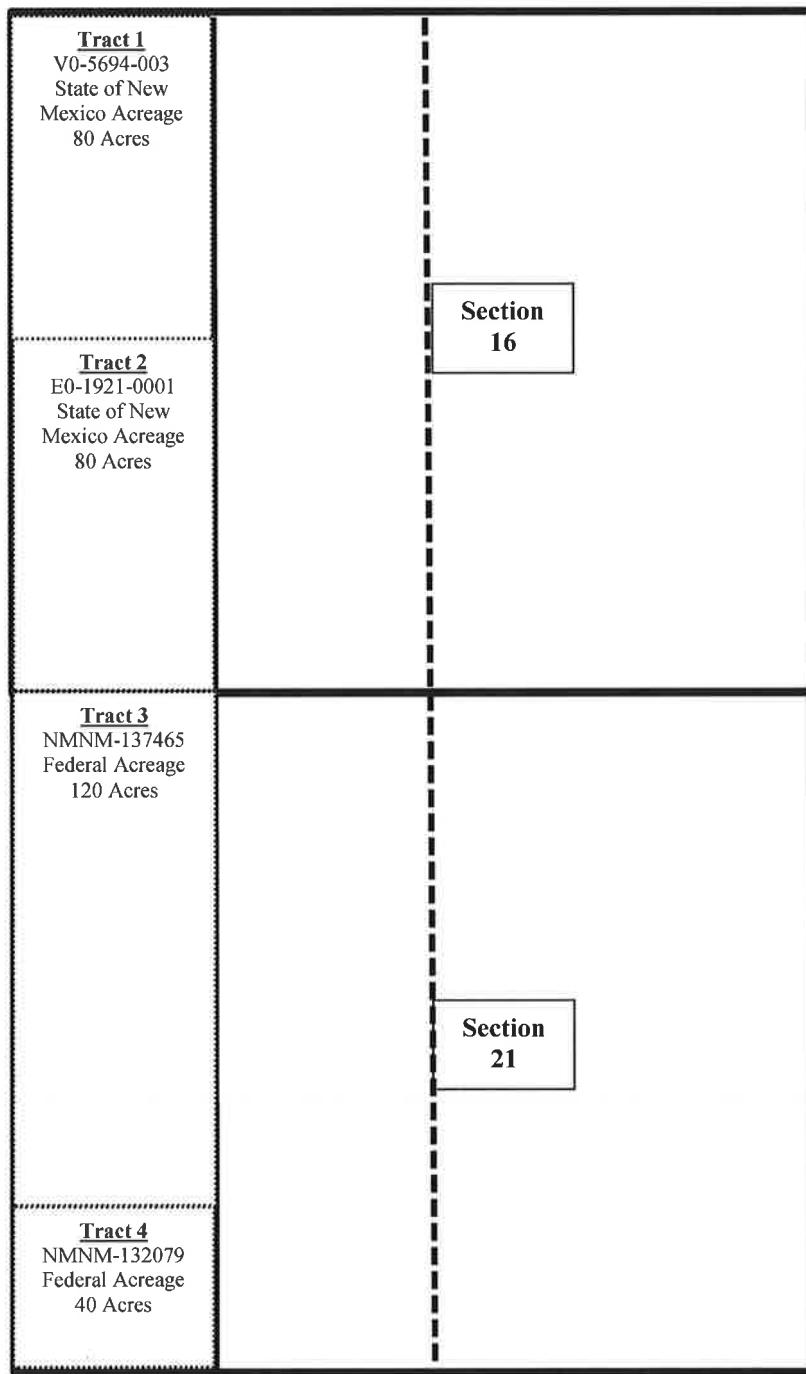 Tract 1
V0-5694-003
State of New
Mexico Acreage
80 Acres
Section
16
Tract 2
E0-1921-0001
State of New
Mexico Acreage
80 Acres
Tract 3
NMNM-137465
Federal Acreage
120 Acres
Section
21
Tract 4
NMNM-132079
Federal Acreage
40 Acres